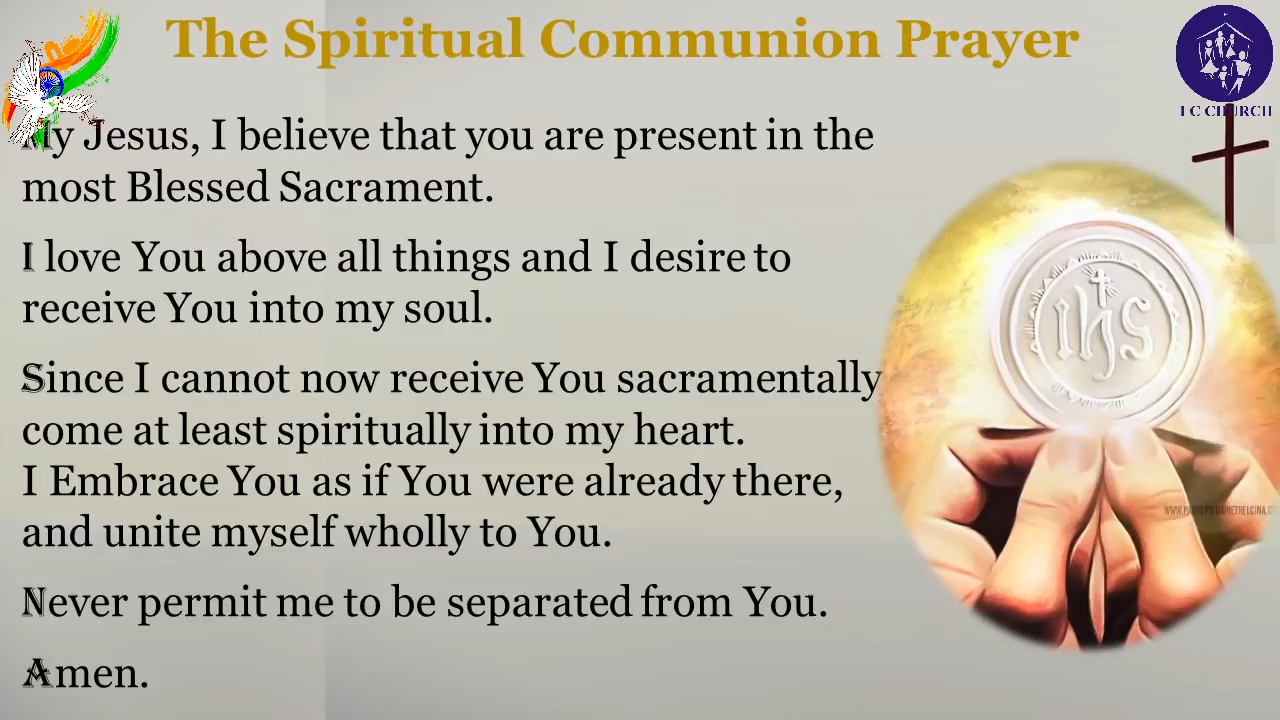 The Spiritual Communion Prayer
I C CHURCH
My Jesus, I believe that you are present in the
most Blessed Sacrament.
I love You above all things and I desire to
receive You into my soul.
Since I cannot now receive You sacramentally
come at least spiritually into my heart.
I Embrace You as if You were already there,
and unite myself wholly to You.
Never permit me to be separated from You.
Amen.
ihs